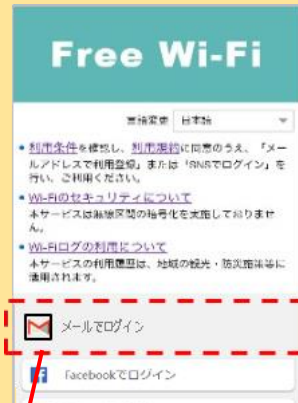 Free Wi-Fi
言語変更 日本語
利用条件を確認し、利用規約に同意のうえ、「メー
ルアドレスで利用登録」または「SNSでログイン」を
行い、ご利用ください。
Wi-Fiのセキュリティについて
本サービスは無線区間の暗号化を実施しておりませ
ん。
Wi-Fiログの利用について
本サービスの利用履歴は、地域の観光・防災施策等に
活用されます。
メールでログイン
Facebookでログイン